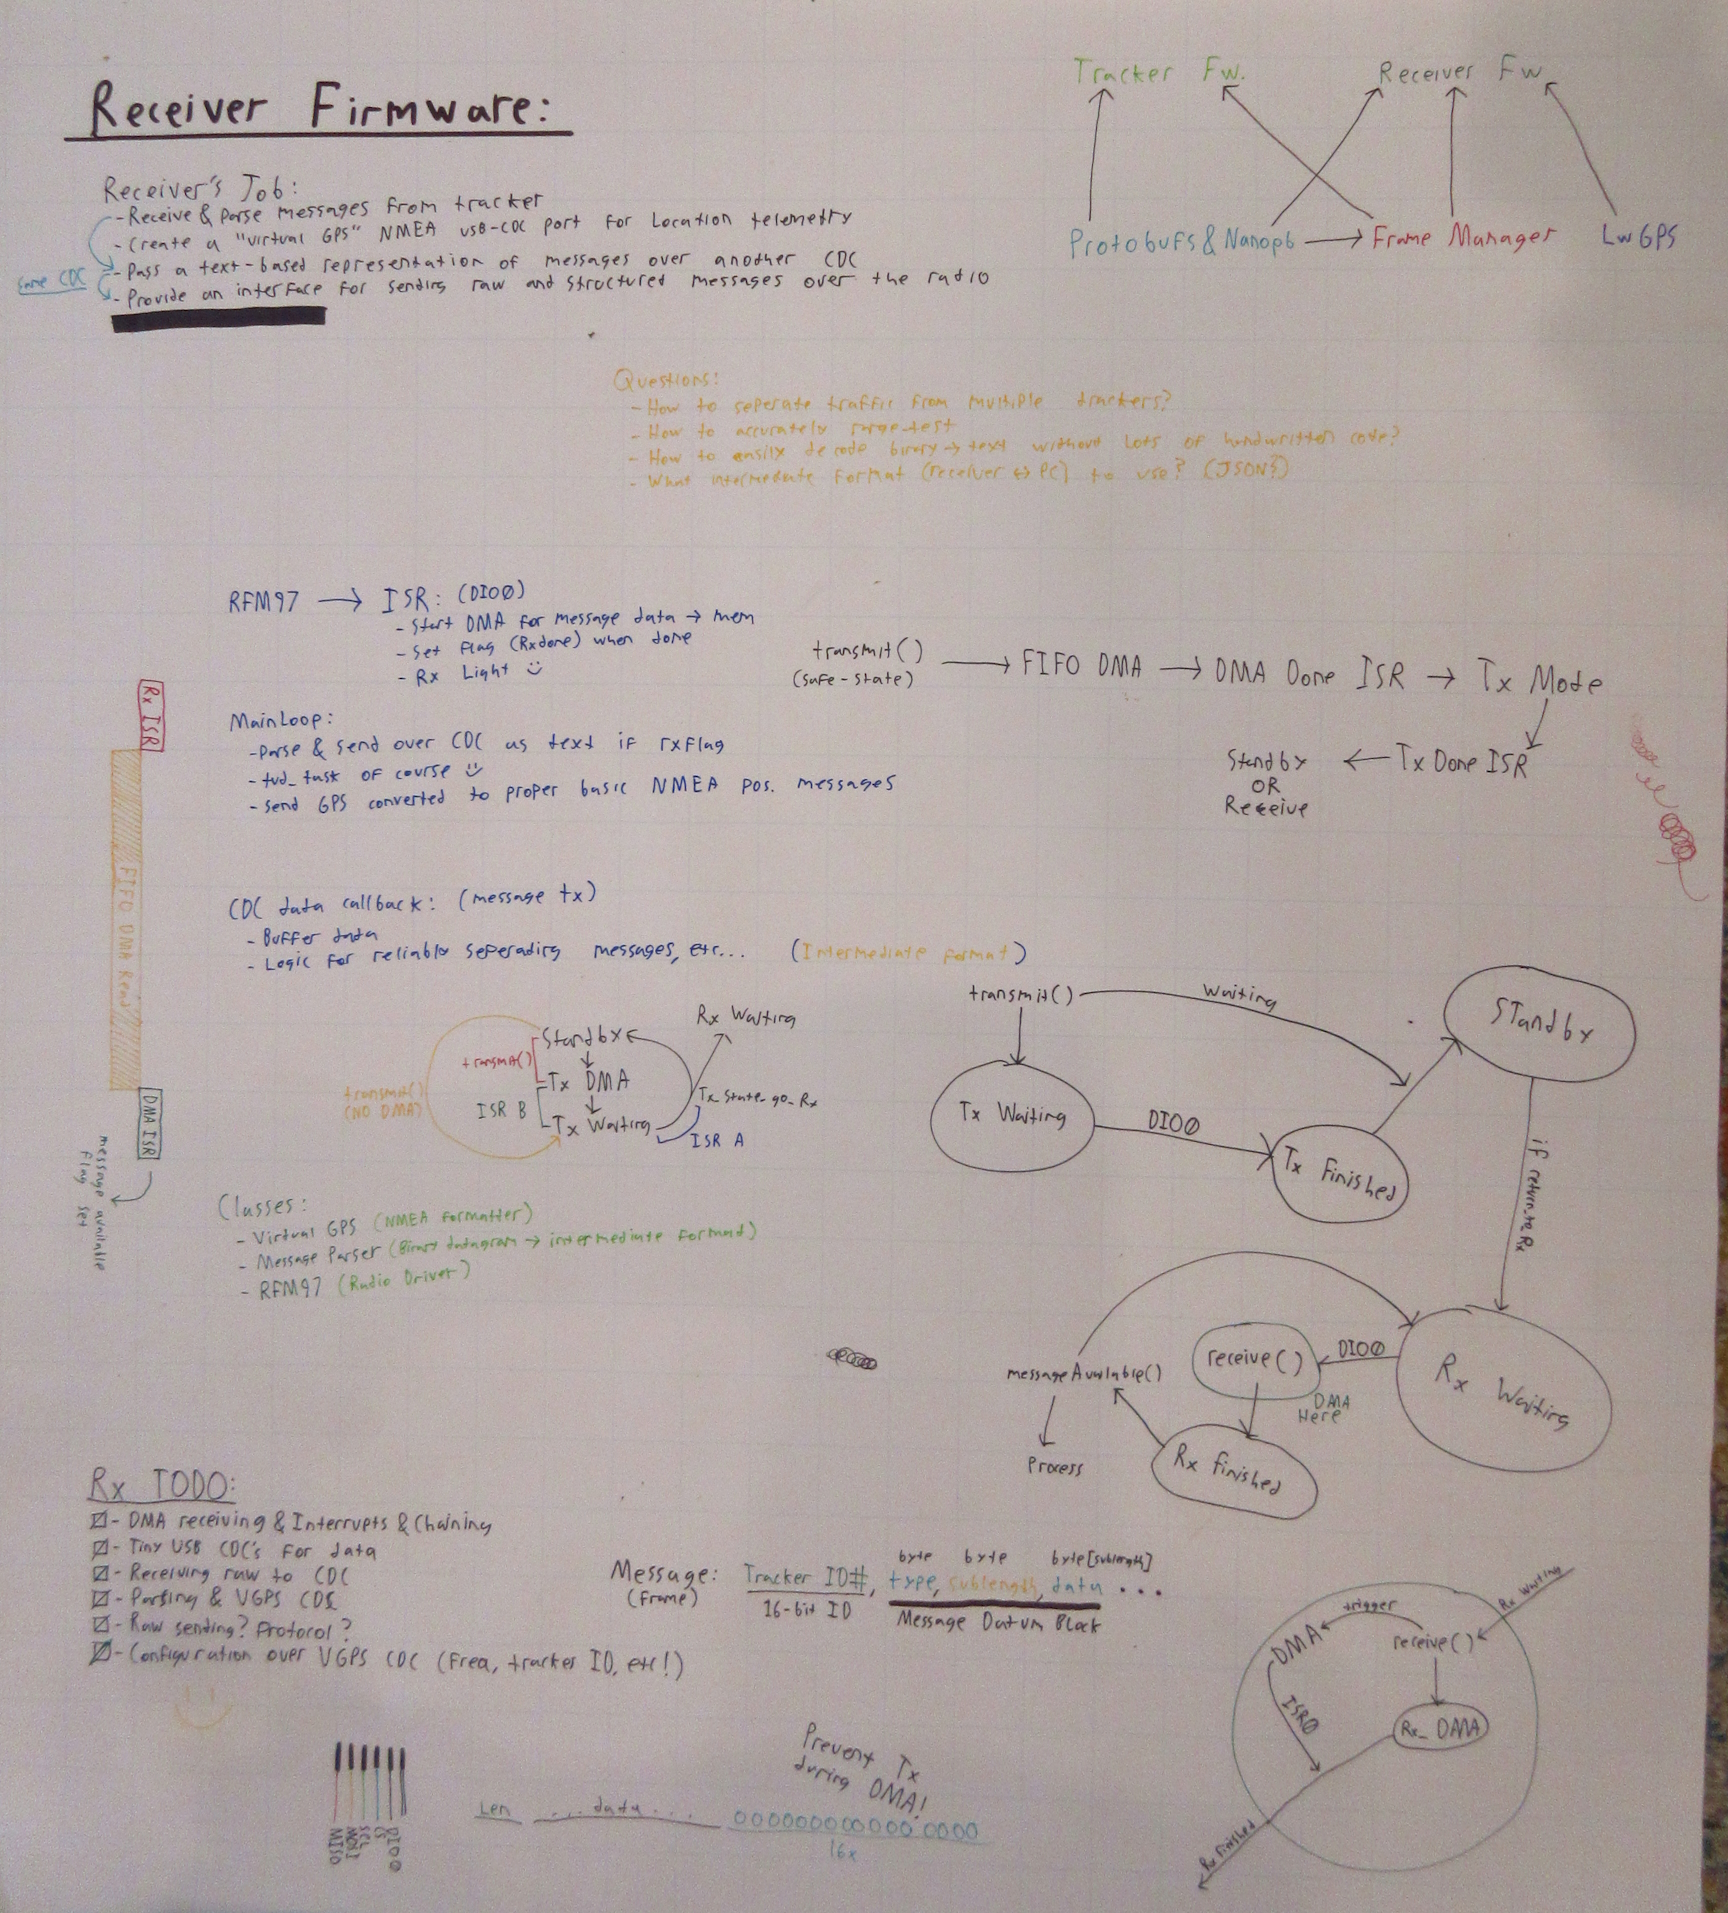 Receiver Firmware:
Tracker Fw.
Receiver Fw
Protobufs & Nanopb
Frame Manager
LwGPS
Receiver's Job:
- Receive & Parse messages from tracker
- Create a "virtual GPS" NMEA USB-CDC port for location telemetry
- Pass a text-based representation of messages over another CDC
- Provide an interface for sending raw and structured messages over the radio
Same CDC
Questions:
- How to seperate traffic from multiple trackers?
- How to accurately range-test
- How to easily decode binary → text without lots of handwritten code?
- What intermediate format (receiver ↔ PC) to use? (JSON?)
RFM97 → ISR: (DIO0)
- Start DMA for message data → mem
- Set Flag (Rxdone) when done
- Rx Light
transmit()
(safe-state)
FIFO DMA → DMA Done ISR → Tx Mode
Standby ← Tx Done ISR
OR
Receive
Main Loop:
- Parse & send over CDC as text if rxFlag
- tud_task of course
- Send GPS converted to proper basic NMEA pos. messages
Rx ISR
FIFO DMA Read
DMA ISR
message available
flag set
CDC data callback: (message tx)
- Buffer data
- Logic for reliably seperading messages, etc... (Intermediate format)
Standby
transmit()
Tx DMA
ISR B
Tx Waiting
transmit()
(NO DMA)
Rx Waiting
Tx_State_go_Rx
ISR A
transmit()
Waiting
Standby
Tx Waiting
DIO0
Tx Finished
if return_to_Rx
Classes:
- Virtual GPS (NMEA Formatter)
- Message Parser (Binary datagram → intermediate format)
- RFM97 (Radio Driver)
messageAvailable()
receive()
DIO0
Rx Waiting
DMA
Here
Process
Rx finished
Rx TODO:
- DMA receiving & Interrupts & Chaining
- Tiny USB CDC's for data
- Receiving raw to CDC
- Parsing & VGPS CDC
- Raw sending? Protocol?
- Configuration over VGPS CDC (Freq, tracker ID, etc!)
byte byte byte[sublength]
Message: Tracker ID#, type, sublength, data ...
(Frame) 16-bit ID Message Datum Block
Rx Waiting
trigger
receive()
DMA
ISR0
Rx_DMA
Rx Finished
Prevent Tx
during DMA!
Len ... data ... 0000000000000000
16x
MISO
MOSI
SCL
CS
DIO0